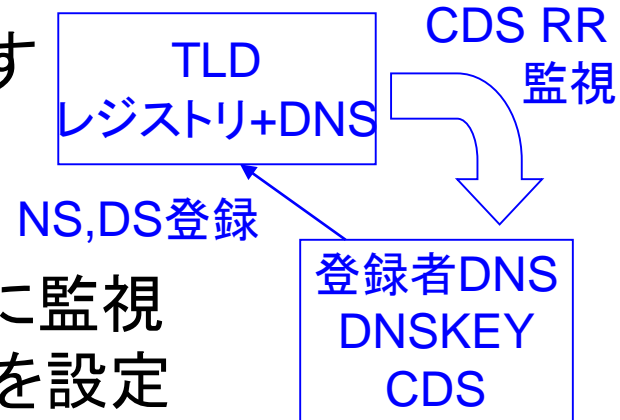 す
TLD
レジストリ+DNS
CDS RR
監視
NS,DS登録
に監視
を設定
登録者DNS
DNSKEY
CDS